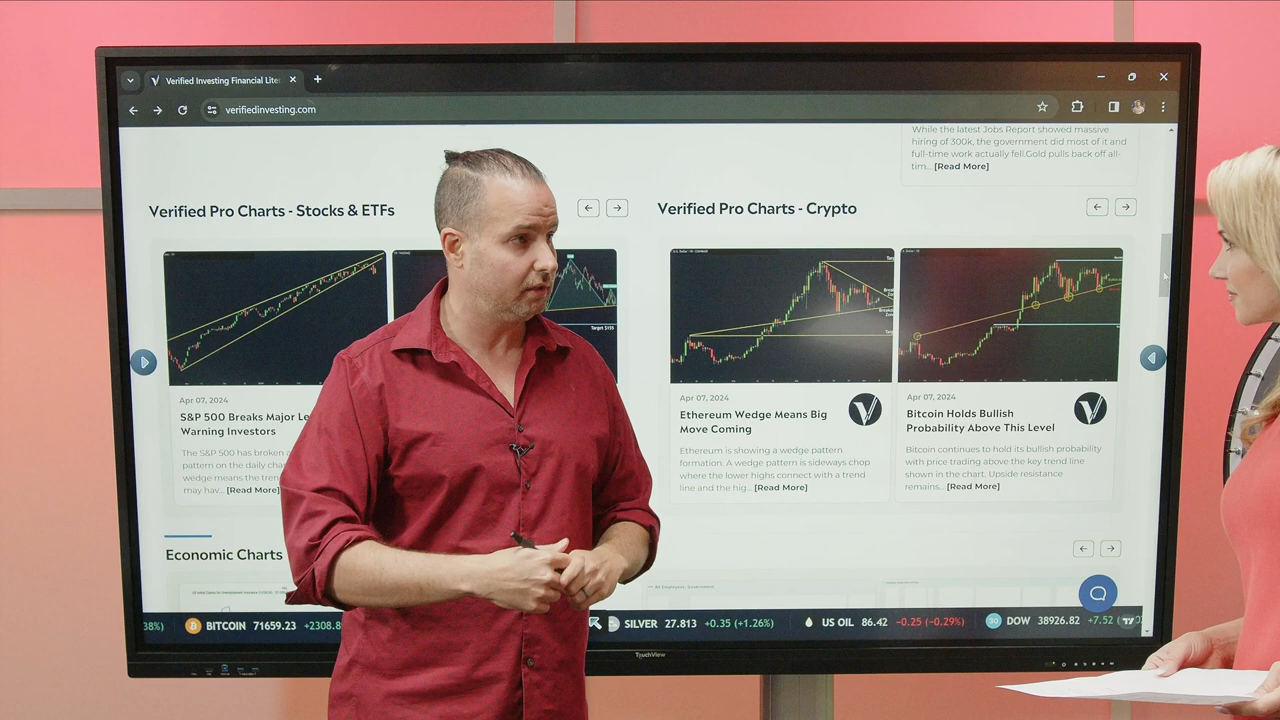 Verified Investing Financial Lite
verifiedinvesting.com
While the latest Jobs Report showed massive
hiring of 300k, the government did most of it and
full-time work actually fell.Gold pulls back off all-
tim... [Read More]
Verified Pro Charts - Stocks & ETFs
Verified Pro Charts - Crypto
Target $155
Apr 07, 2024
S&P 500 Breaks Major Le
Warning Investors
The S&P 500 has broken a
pattern on the daily cha
wedge means the tren
may hav... [Read More]
Apr 07, 2024
Ethereum Wedge Means Big
Move Coming
Ethereum is showing a wedge pattern
formation. A wedge pattern is sideways chop
where the lower highs connect with a trend
line and the hig... [Read More]
Apr 07, 2024
Bitcoin Holds Bullish
Probability Above This Level
Bitcoin continues to hold its bullish probability
with price trading above the key trend line
shown in the chart. Upside resistance
remains... [Read More]
Economic Charts
38%) BITCOIN 71659.23 +2308.8 SILVER 27.813 +0.35 (+1.26%) US OIL 86.42 −0.25 (−0.29%) 30 DOW 38926.82 +7.52 (
TouchView